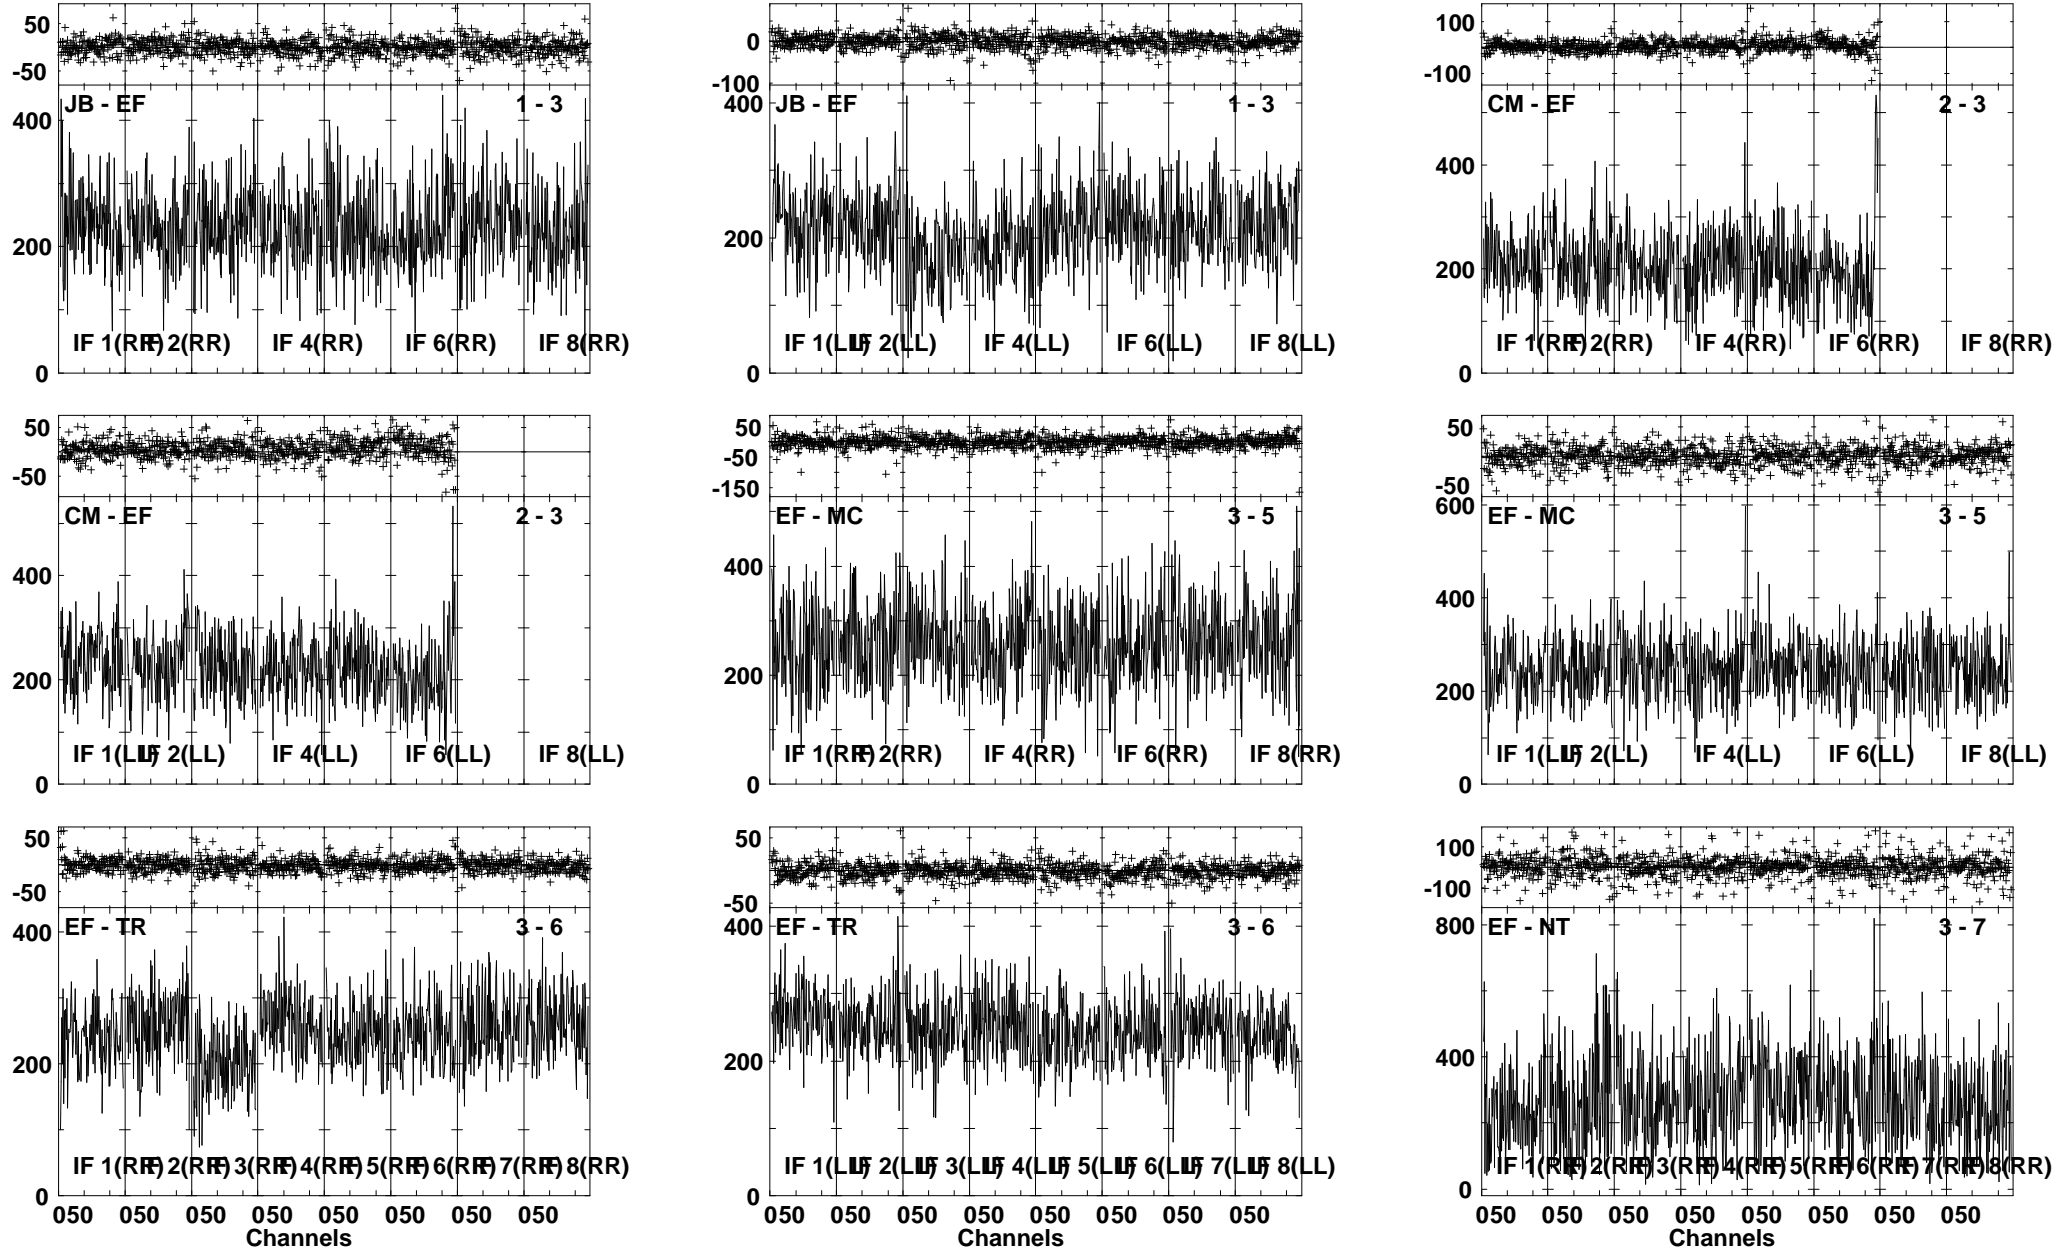 50
-50
JB - EF 1 - 3
400
200
0
IF 1(RR) IF 2(RR) IF 4(RR) IF 6(RR) IF 8(RR)
0
-100
JB - EF 1 - 3
400
200
0
IF 1(LL) IF 2(LL) IF 4(LL) IF 6(LL) IF 8(LL)
100
-100
CM - EF 2 - 3
400
200
0
IF 1(RR) IF 2(RR) IF 4(RR) IF 6(RR) IF 8(RR)
50
-50
CM - EF 2 - 3
400
200
0
IF 1(LL) IF 2(LL) IF 4(LL) IF 6(LL) IF 8(LL)
50
-50
-150
EF - MC 3 - 5
400
200
0
IF 1(RR) IF 2(RR) IF 4(RR) IF 6(RR) IF 8(RR)
50
-50
600
EF - MC 3 - 5
400
200
0
IF 1(LL) IF 2(LL) IF 4(LL) IF 6(LL) IF 8(LL)
50
-50
EF - TR 3 - 6
400
200
0
IF 1(RR) IF 2(RR) IF 3(RR) IF 4(RR) IF 5(RR) IF 6(RR) IF 7(RR) IF 8(RR)
050 050 050 050 050 050 050 050
Channels
50
-50
EF - TR 3 - 6
400
200
0
IF 1(LL) IF 2(LL) IF 3(LL) IF 4(LL) IF 5(LL) IF 6(LL) IF 7(LL) IF 8(LL)
050 050 050 050 050 050 050 050
Channels
100
-100
EF - NT 3 - 7
800
400
0
IF 1(RR) IF 2(RR) IF 3(RR) IF 4(RR) IF 5(RR) IF 6(RR) IF 7(RR) IF 8(RR)
050 050 050 050 050 050 050 050
Channels